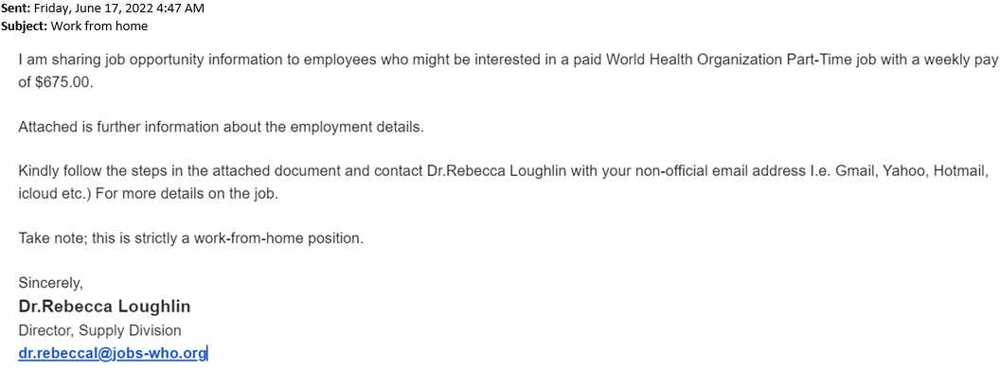 Sent: Friday, June 17, 2022 4:47 AM
Subject: Work from home
I am sharing job opportunity information to employees who might be interested in a paid World Health Organization Part-Time job with a weekly pay
of $675.00.
Attached is further information about the employment details.
Kindly follow the steps in the attached document and contact Dr.Rebecca Loughlin with your non-official email address I.e. Gmail, Yahoo, Hotmail,
icloud etc.) For more details on the job.
Take note; this is strictly a work-from-home position.
Sincerely,
Dr.Rebecca Loughlin
Director, Supply Division
dr.rebeccal@jobs-who.org